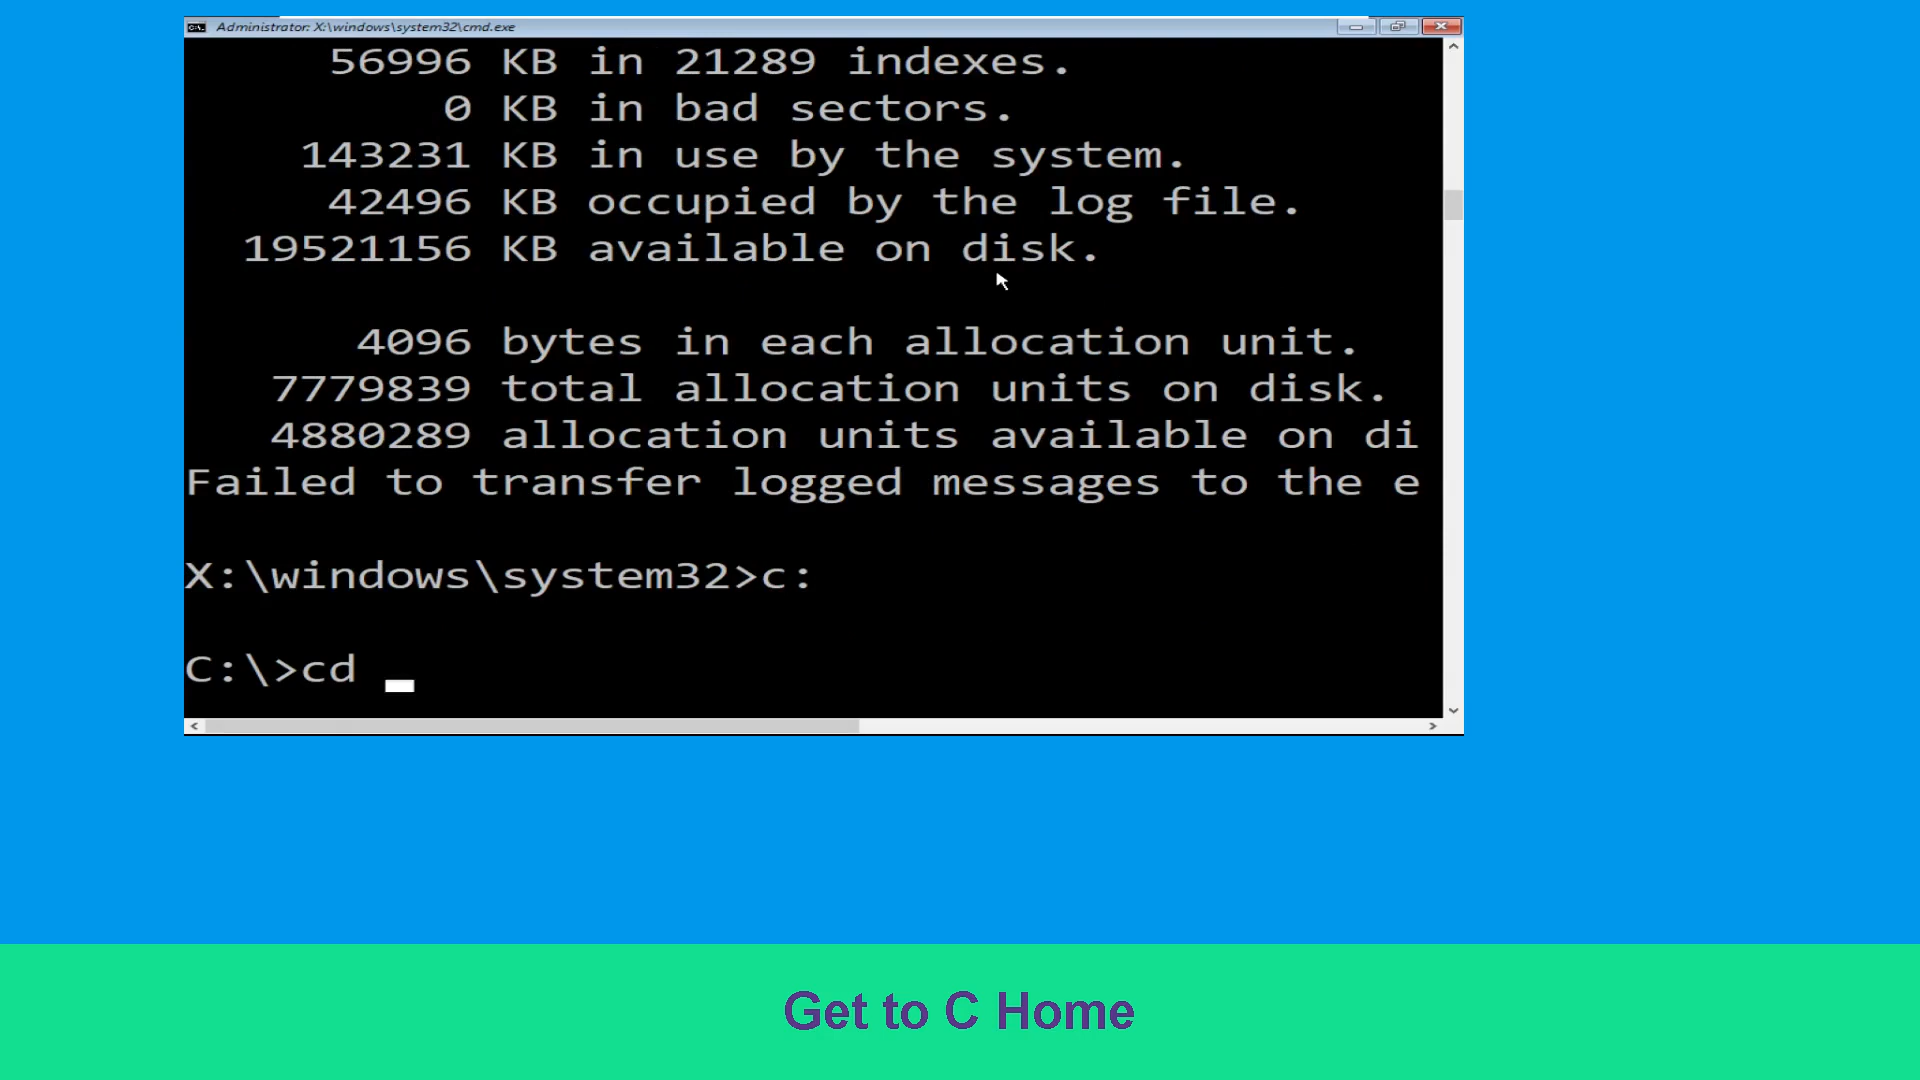 Administrator: X:\windows\system32\cmd.exe
56996 KB in 21289 indexes.
0 KB in bad sectors.
143231 KB in use by the system.
42496 KB occupied by the log file.
19521156 KB available on disk.
4096 bytes in each allocation unit.
7779839 total allocation units on disk.
4880289 allocation units available on di
Failed to transfer logged messages to the e
X:\windows\system32>c:
C:\>cd _
Get to C Home